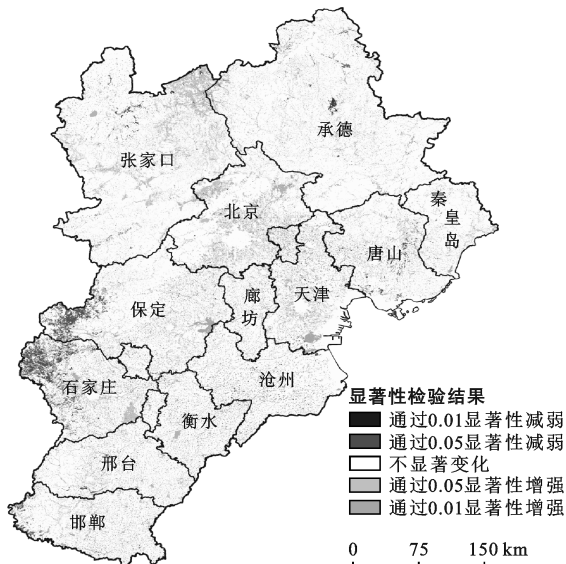 承德
张家口
秦皇岛
北京
唐山
廊坊
天津
保定
沧州
石家庄
衡水
邢台
邯郸
显著性检验结果
通过0.01显著性减弱
通过0.05显著性减弱
不显著变化
通过0.05显著性增强
通过0.01显著性增强
0 75 150 km